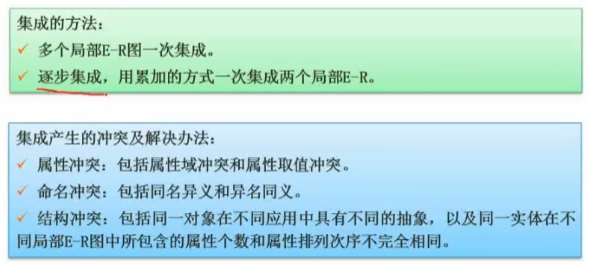 集成的方法：
✓ 多个局部E-R图一次集成。
✓ 逐步集成，用累加的方式一次集成两个局部E-R。
集成产生的冲突及解决办法：
✓ 属性冲突：包括属性域冲突和属性取值冲突。
✓ 命名冲突：包括同名异义和异名同义。
✓ 结构冲突：包括同一对象在不同应用中具有不同的抽象，以及同一实体在不
同局部E-R图中所包含的属性个数和属性排列次序不完全相同。